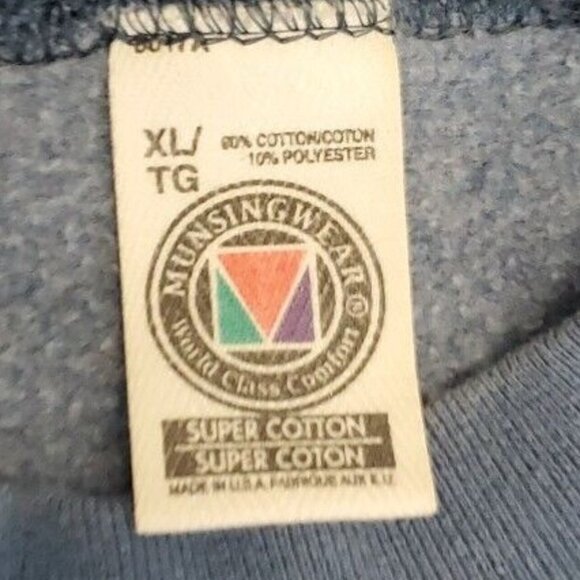 XL/
TG
90% COTTON/COTON
10% POLYESTER
MUNSINGWEAR®
World Class Comfort
SUPER COTTON
SUPER COTON
MADE IN U.S.A. FABRIQUE AUX E.U.